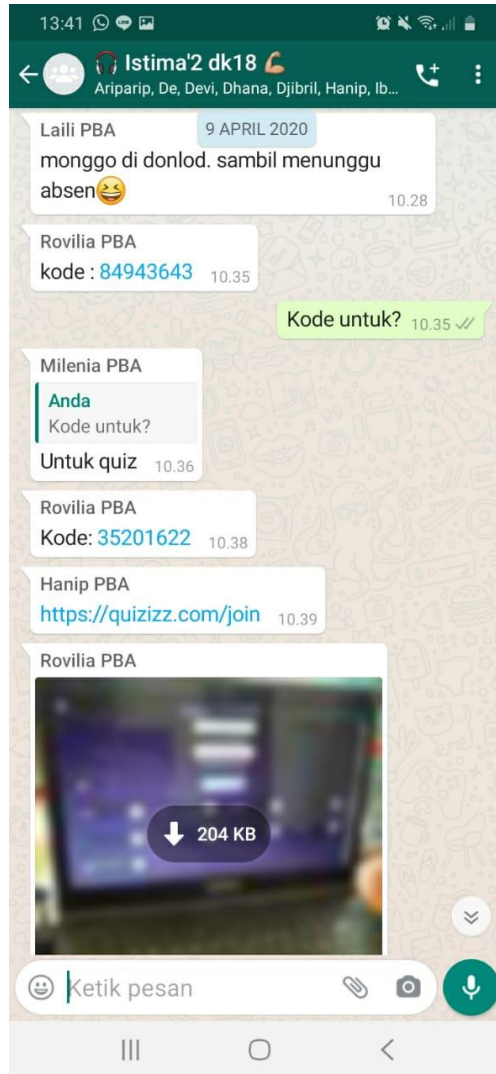 13:41
Istima'2 dk18
Ariparip, De, Devi, Dhana, Djibril, Hanip, Ib...
9 APRIL 2020
Laili PBA
monggo di donlod. sambil menunggu
absen😆
10.28
Rovilia PBA
kode : 84943643 10.35
Kode untuk? 10.35
Milenia PBA
Anda
Kode untuk?
Untuk quiz 10.36
Rovilia PBA
Kode: 35201622 10.38
Hanip PBA
https://quizizz.com/join 10.39
Rovilia PBA
204 KB
Ketik pesan